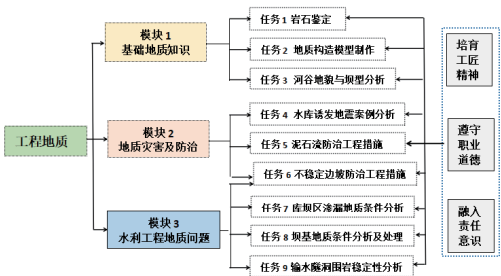 工程地质
模块 1
基础地质知识
模块 2
地质灾害及防治
模块 3
水利工程地质问题
任务 1 岩石鉴定
任务 2 地质构造模型制作
任务 3 河谷地貌与坝型分析
任务 4 水库诱发地震案例分析
任务 5 泥石流防治工程措施
任务 6 不稳定边坡防治工程措施
任务 7 库坝区渗漏地质条件分析
任务 8 坝基地质条件分析及处理
任务 9 输水隧洞围岩稳定性分析
培育
工匠
精神
遵守
职业
道德
融入
责任
意识